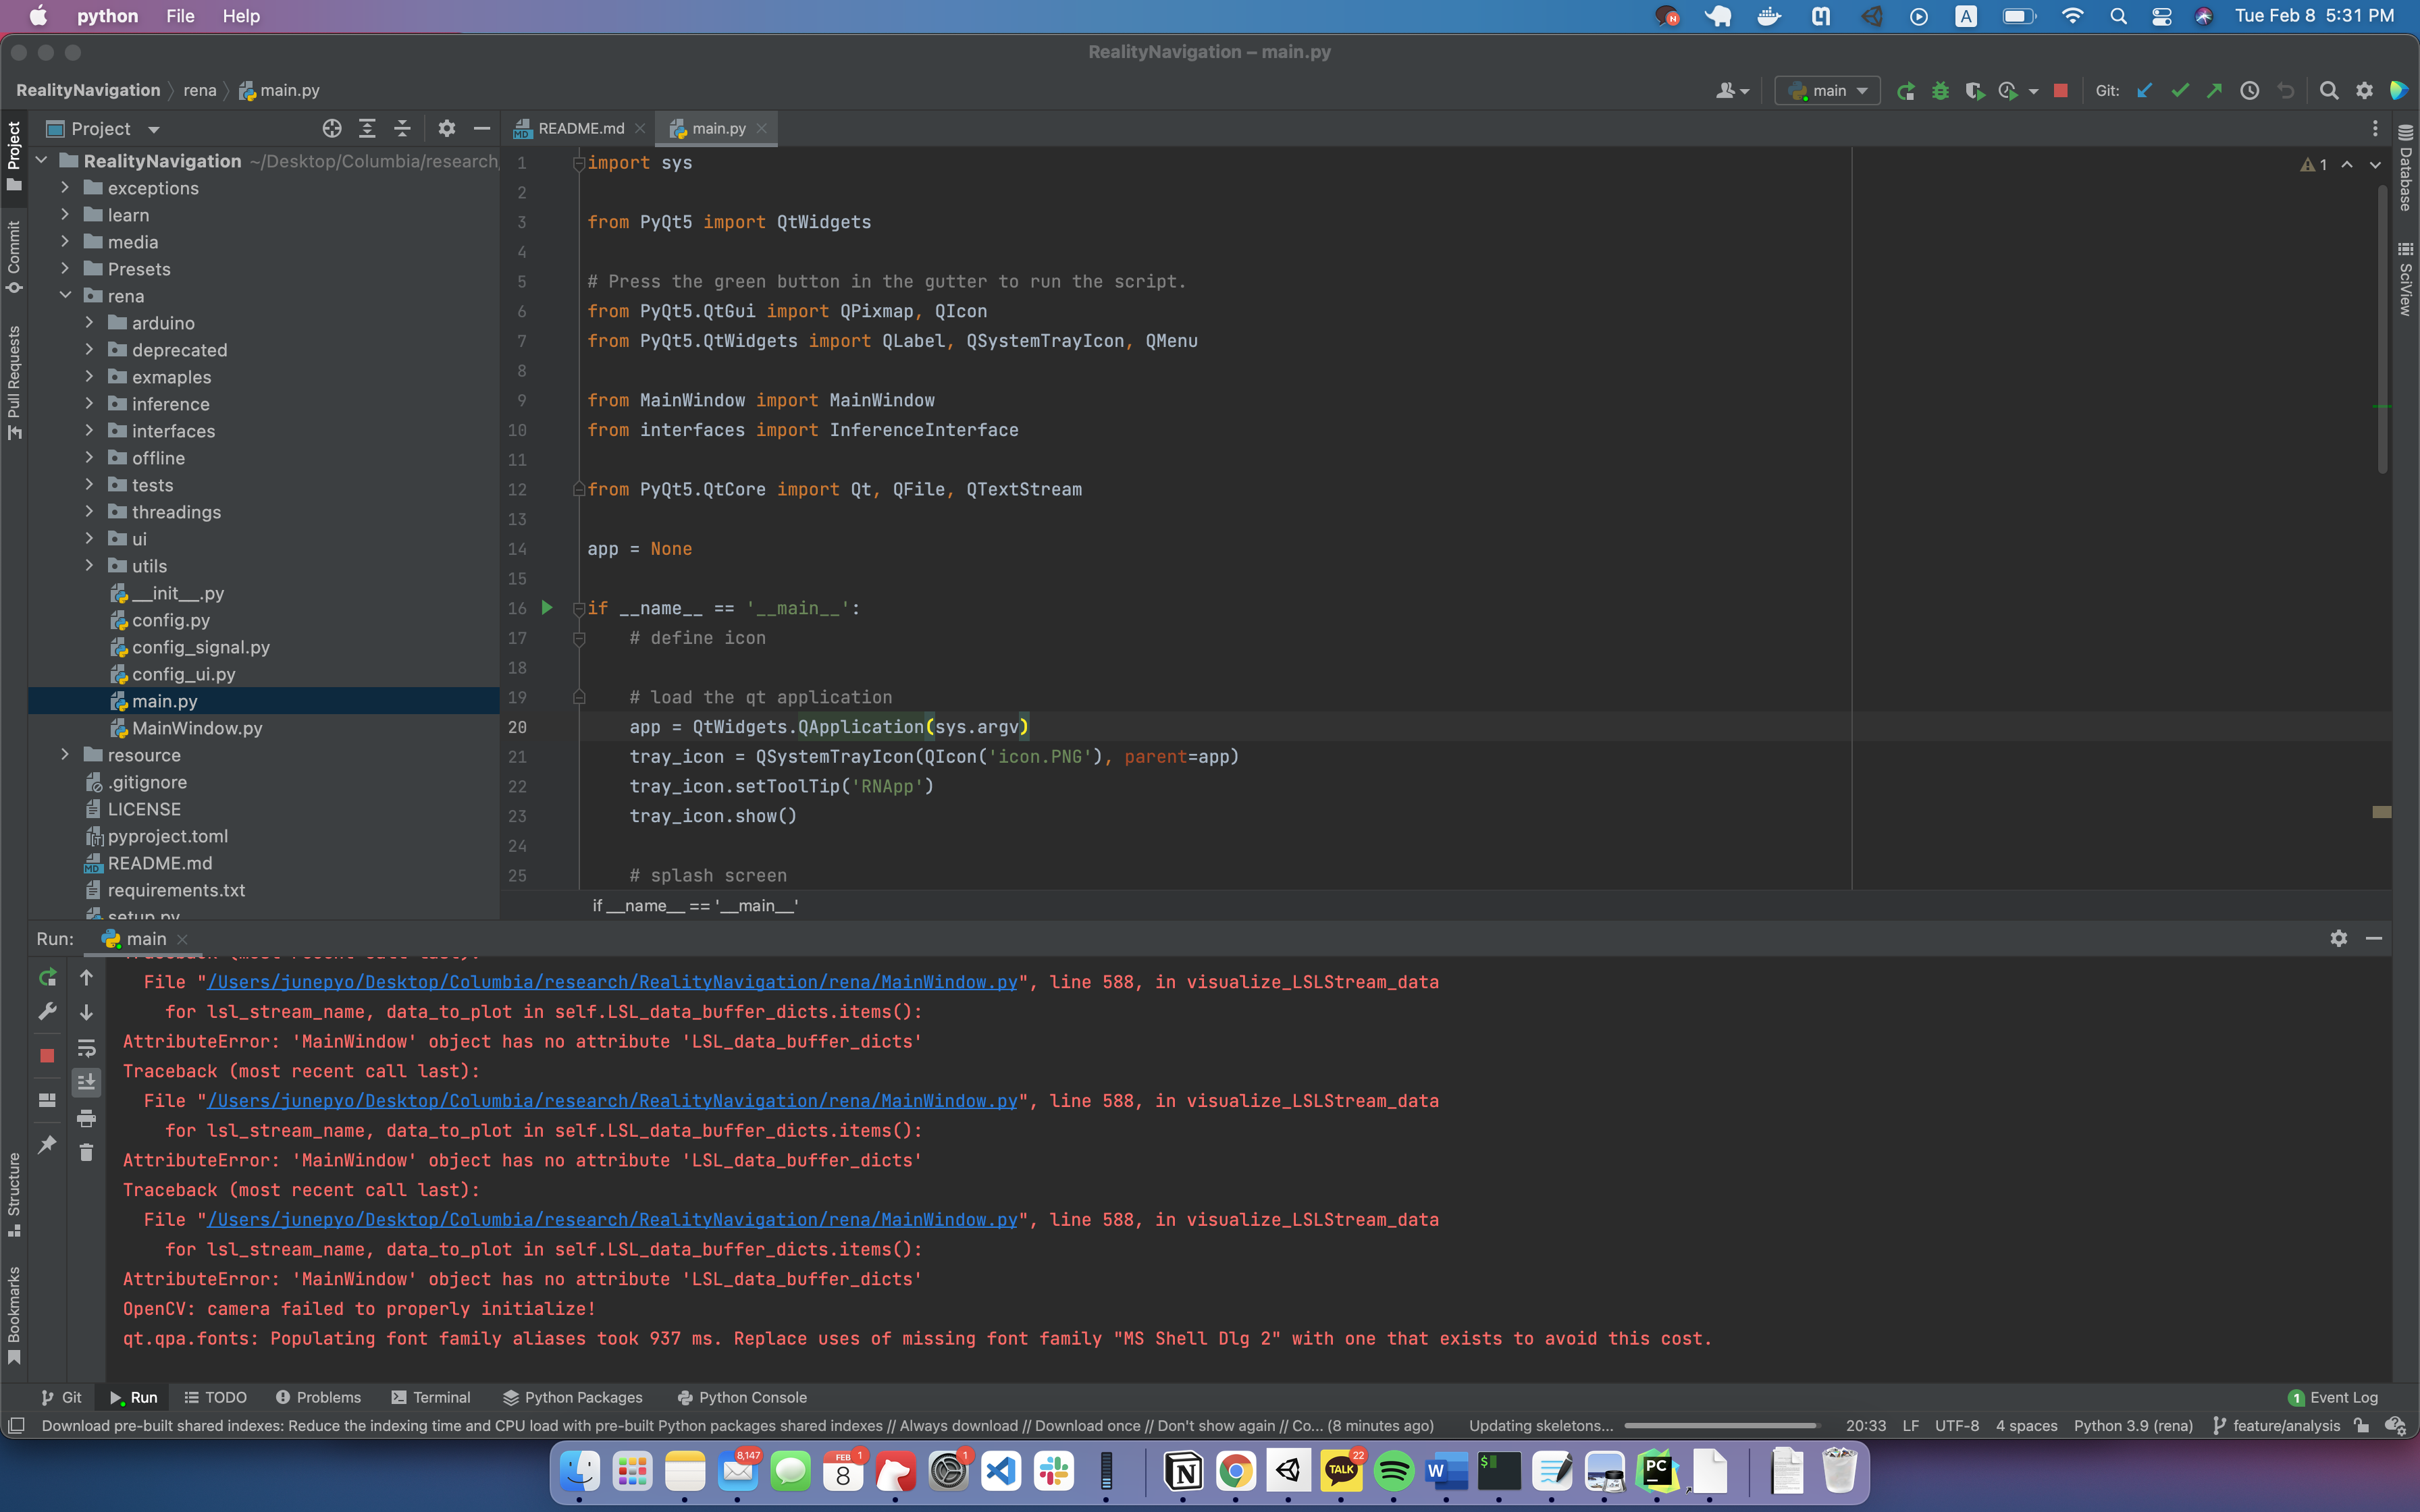 python File Help
N A Tue Feb 8 5:31 PM
RealityNavigation – main.py
RealityNavigation rena main.py
main Git:
Project
README.md main.py
Project
Commit
Pull Requests
Structure
Bookmarks
Database
SciView
RealityNavigation ~/Desktop/Columbia/research
exceptions
learn
media
Presets
rena
arduino
deprecated
exmaples
inference
interfaces
offline
tests
threadings
ui
utils
__init__.py
config.py
config_signal.py
config_ui.py
main.py
MainWindow.py
resource
.gitignore
LICENSE
pyproject.toml
README.md
requirements.txt
setup.py
1
1 import sys
2
3 from PyQt5 import QtWidgets
4
5 # Press the green button in the gutter to run the script.
6 from PyQt5.QtGui import QPixmap, QIcon
7 from PyQt5.QtWidgets import QLabel, QSystemTrayIcon, QMenu
8
9 from MainWindow import MainWindow
10 from interfaces import InferenceInterface
11
12 from PyQt5.QtCore import Qt, QFile, QTextStream
13
14 app = None
15
16 if __name__ == '__main__':
17 # define icon
18
19 # load the qt application
20 app = QtWidgets.QApplication(sys.argv)
21 tray_icon = QSystemTrayIcon(QIcon('icon.PNG'), parent=app)
22 tray_icon.setToolTip('RNApp')
23 tray_icon.show()
24
25 # splash screen
if __name__ == '__main__'
Run: main
Traceback (most recent call last):
File "/Users/junepyo/Desktop/Columbia/research/RealityNavigation/rena/MainWindow.py", line 588, in visualize_LSLStream_data
for lsl_stream_name, data_to_plot in self.LSL_data_buffer_dicts.items():
AttributeError: 'MainWindow' object has no attribute 'LSL_data_buffer_dicts'
Traceback (most recent call last):
File "/Users/junepyo/Desktop/Columbia/research/RealityNavigation/rena/MainWindow.py", line 588, in visualize_LSLStream_data
for lsl_stream_name, data_to_plot in self.LSL_data_buffer_dicts.items():
AttributeError: 'MainWindow' object has no attribute 'LSL_data_buffer_dicts'
Traceback (most recent call last):
File "/Users/junepyo/Desktop/Columbia/research/RealityNavigation/rena/MainWindow.py", line 588, in visualize_LSLStream_data
for lsl_stream_name, data_to_plot in self.LSL_data_buffer_dicts.items():
AttributeError: 'MainWindow' object has no attribute 'LSL_data_buffer_dicts'
OpenCV: camera failed to properly initialize!
qt.qpa.fonts: Populating font family aliases took 937 ms. Replace uses of missing font family "MS Shell Dlg 2" with one that exists to avoid this cost.
Git Run TODO Problems Terminal Python Packages Python Console 1 Event Log
Download pre-built shared indexes: Reduce the indexing time and CPU load with pre-built Python packages shared indexes // Always download // Download once // Don't show again // Co... (8 minutes ago) Updating skeletons... 20:33 LF UTF-8 4 spaces Python 3.9 (rena) feature/analysis
8,147 FEB 8 1 1 N TALK 22 W $ PC